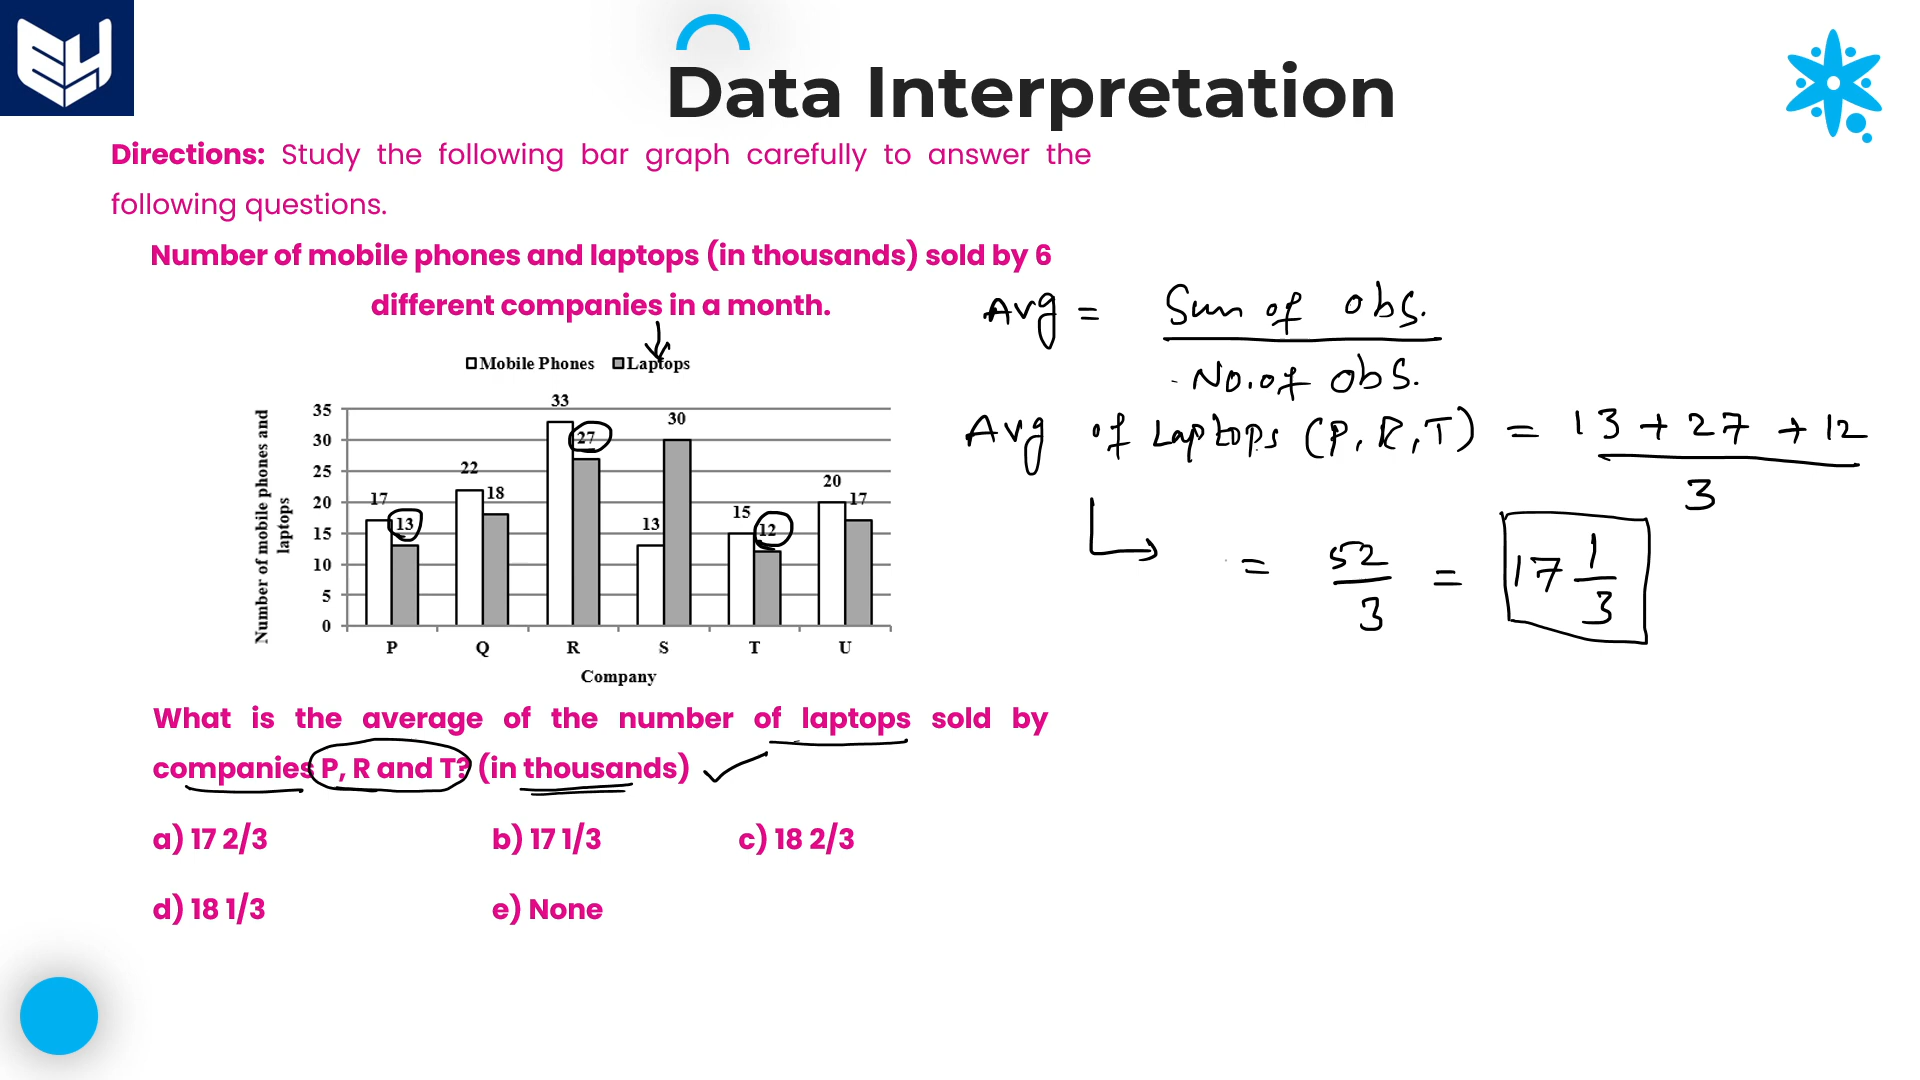 EY
Data Interpretation
Directions: Study the following bar graph carefully to answer the
following questions.
Number of mobile phones and laptops (in thousands) sold by 6
different companies in a month.
Mobile Phones Laptops
Number of mobile phones and
laptops
35
30
25
20
15
10
5
0
17
13
22
18
33
27
13
30
15
12
20
17
P Q R S T U
Company
What is the average of the number of laptops sold by
companies P, R and T? (in thousands)
a) 17 2/3 b) 17 1/3 c) 18 2/3
d) 18 1/3 e) None
Avg = Sum of obs.
No. of obs.
Avg of Laptops (P, R, T) = 13 + 27 + 12
3
= 52/3 = 17 1/3